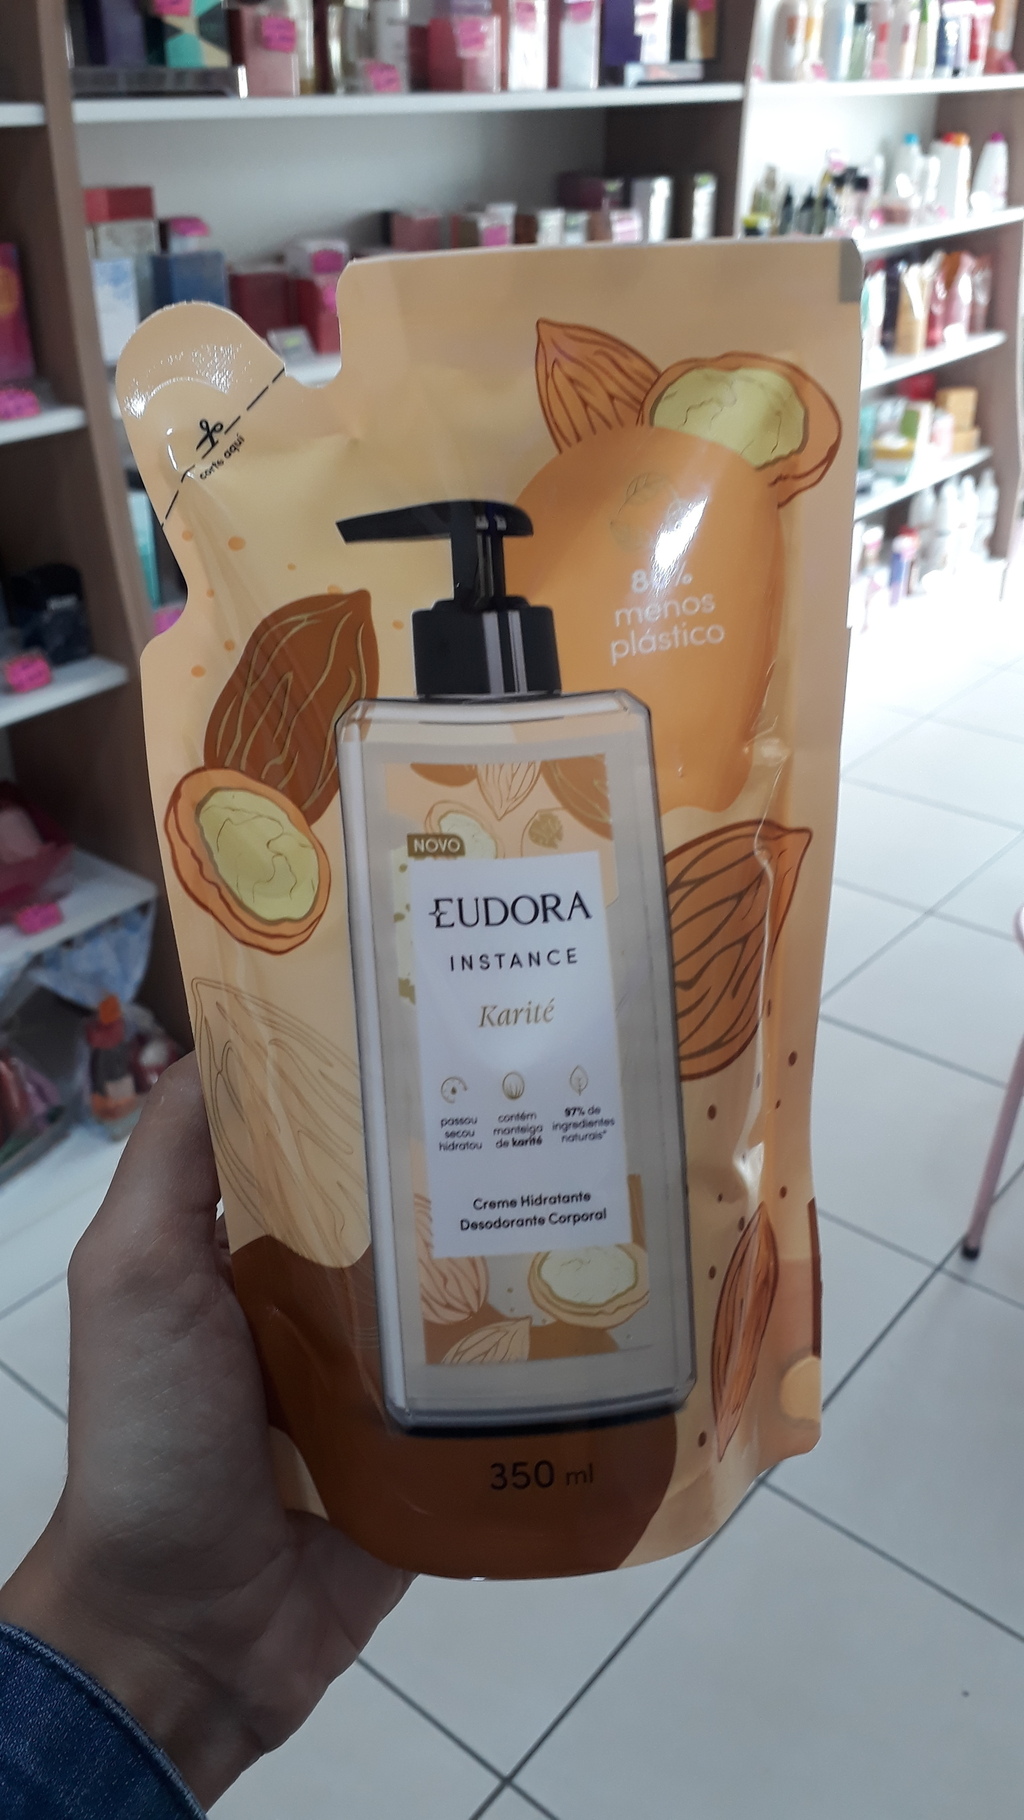 corte aqui
menos
plástico
NOVO
EUDORA
INSTANCE
Karité
passou
secou
hidratou
contém
manteiga
de karité
97% de
ingredientes
naturais*
Creme Hidratante
Desodorante Corporal
350 ml